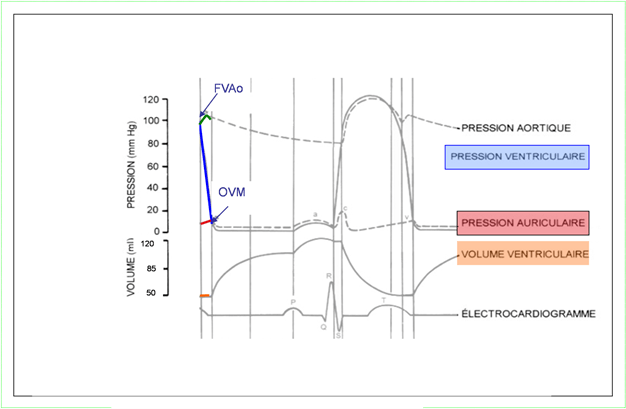 FVAo
OVM
PRESSION (mm Hg)
120
100
80
60
40
20
0
VOLUME (ml)
120
85
50
a
c
v
P
Q
R
S
T
PRESSION AORTIQUE
PRESSION VENTRICULAIRE
PRESSION AURICULAIRE
VOLUME VENTRICULAIRE
ÉLECTROCARDIOGRAMME